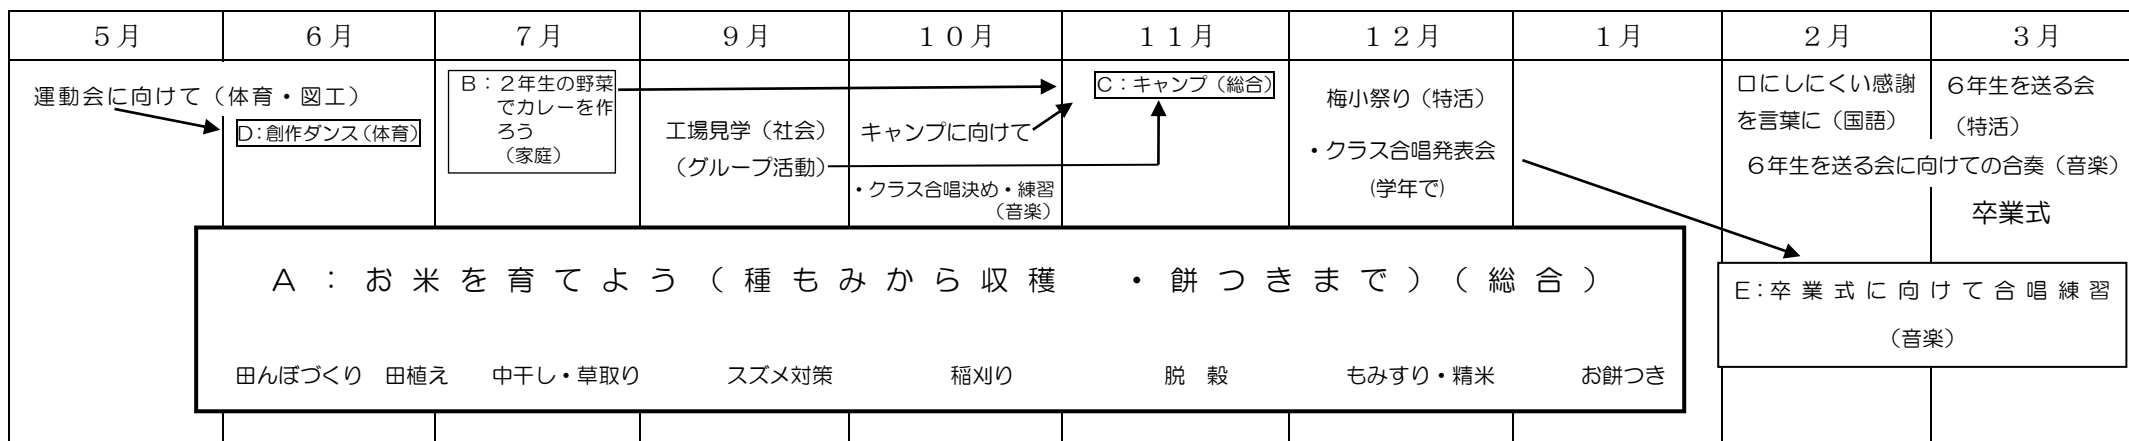 ５月 ６月 ７月 ９月 １０月 １１月 １２月 １月 ２月 ３月
運動会に向けて（体育・図工）
D:創作ダンス（体育）
Ｂ：２年生の野菜
でカレーを作
ろう
（家庭）
工場見学（社会）
（グループ活動）
キャンプに向けて
・クラス合唱決め・練習
（音楽）
Ｃ：キャンプ（総合）
梅小祭り（特活）
・クラス合唱発表会
(学年で)
口にしにくい感謝
を言葉に（国語）
６年生を送る会
（特活）
６年生を送る会に向けての合奏（音楽）
卒業式
Ａ：お米を育てよう（種もみから収穫　・餅つきまで）（総合）
田んぼづくり　田植え　中干し・草取り　スズメ対策　稲刈り　脱　穀　もみすり・精米　お餅つき
E:卒業式に向けて合唱練習
（音楽）